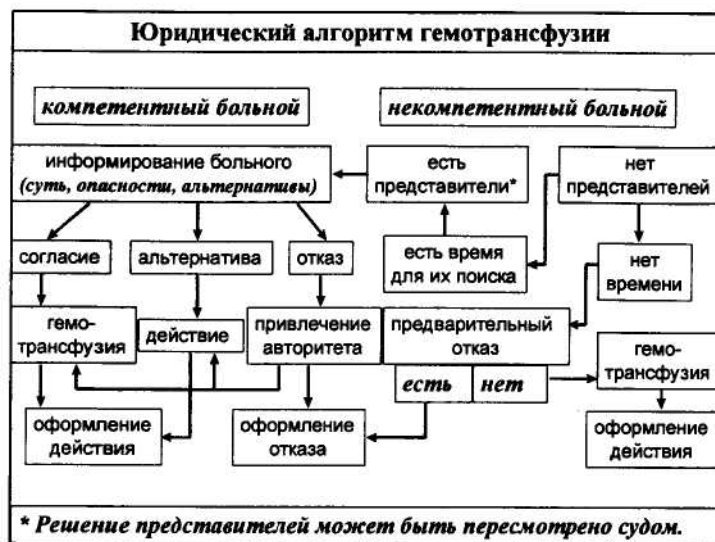 Юридический алгоритм гемотрансфузии
компетентный больной
некомпетентный больной
информирование больного
(суть, опасности, альтернативы)
есть
представители*
нет
представителей
согласие
альтернатива
отказ
есть время
для их поиска
нет
времени
гемо-
трансфузия
действие
привлечение
авторитета
предварительный
отказ
есть
нет
гемо-
трансфузия
оформление
действия
оформление
отказа
оформление
действия
* Решение представителей может быть пересмотрено судом.